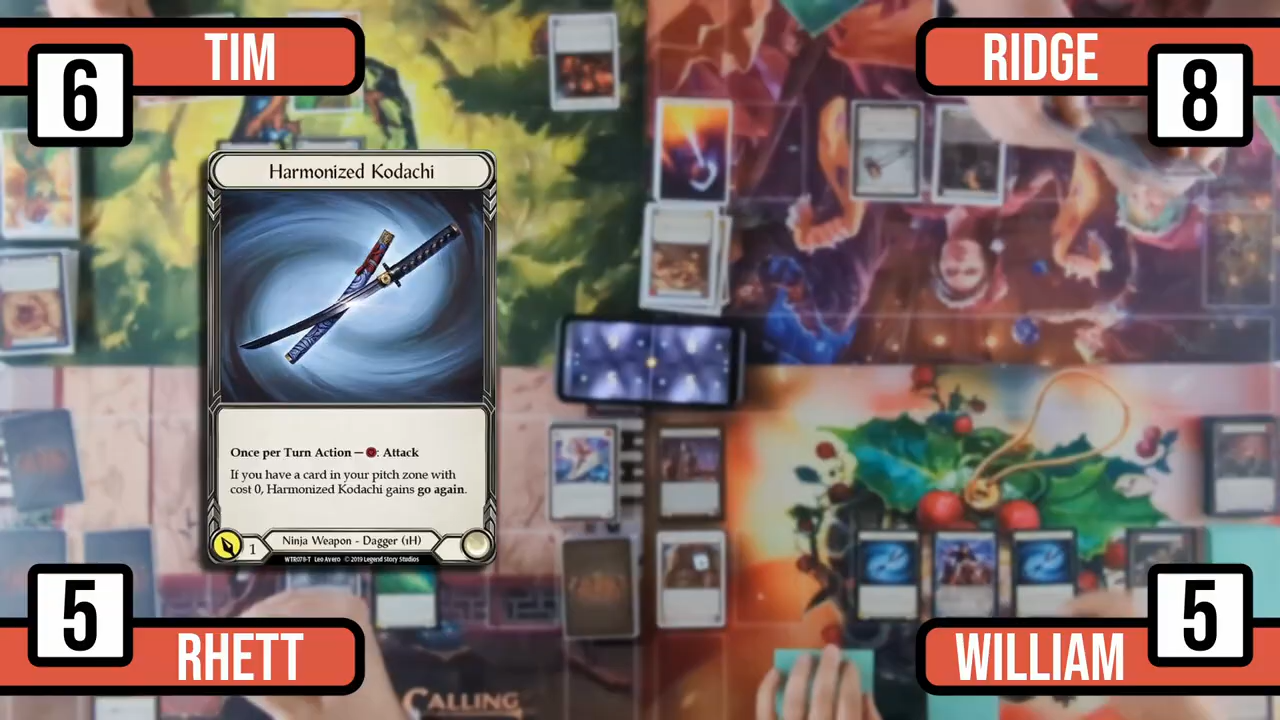 TIM
6
RIDGE
8
Harmonized Kodachi
Once per Turn Action — : Attack
If you have a card in your pitch zone with
cost 0, Harmonized Kodachi gains go again.
1
Ninja Weapon - Dagger (1H)
WTR078-T Leo Avero © 2019 Legend Story Studios
5
RHETT
5
WILLIAM
CALLING